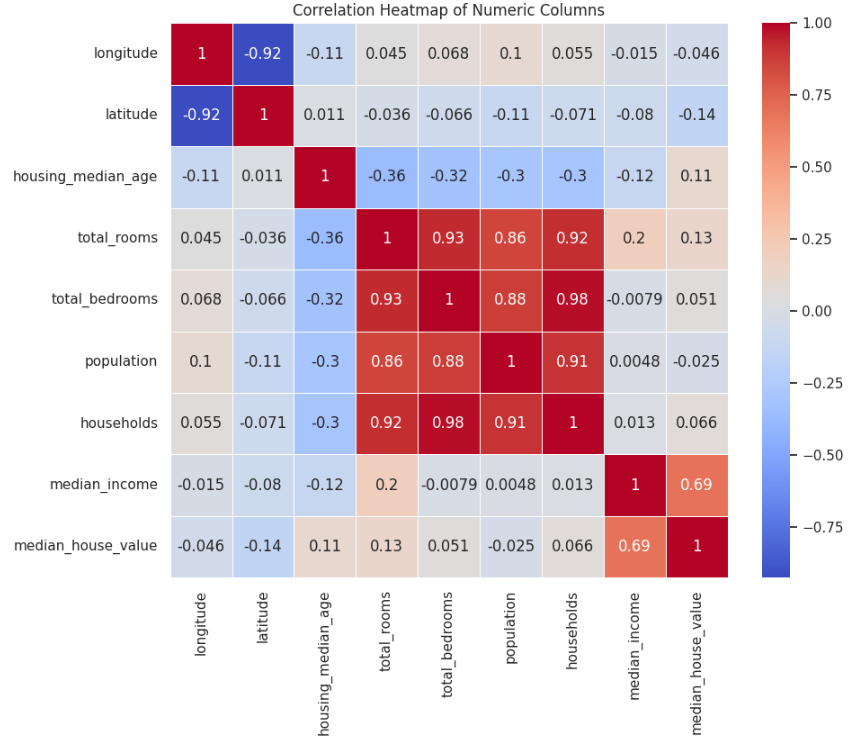 Correlation Heatmap of Numeric Columns
longitude 1 -0.92 -0.11 0.045 0.068 0.1 0.055 -0.015 -0.046
latitude -0.92 1 0.011 -0.036 -0.066 -0.11 -0.071 -0.08 -0.14
housing_median_age -0.11 0.011 1 -0.36 -0.32 -0.3 -0.3 -0.12 0.11
total_rooms 0.045 -0.036 -0.36 1 0.93 0.86 0.92 0.2 0.13
total_bedrooms 0.068 -0.066 -0.32 0.93 1 0.88 0.98 -0.0079 0.051
population 0.1 -0.11 -0.3 0.86 0.88 1 0.91 0.0048 -0.025
households 0.055 -0.071 -0.3 0.92 0.98 0.91 1 0.013 0.066
median_income -0.015 -0.08 -0.12 0.2 -0.0079 0.0048 0.013 1 0.69
median_house_value -0.046 -0.14 0.11 0.13 0.051 -0.025 0.066 0.69 1
longitude
latitude
housing_median_age
total_rooms
total_bedrooms
population
households
median_income
median_house_value
1.00
0.75
0.50
0.25
0.00
−0.25
−0.50
−0.75